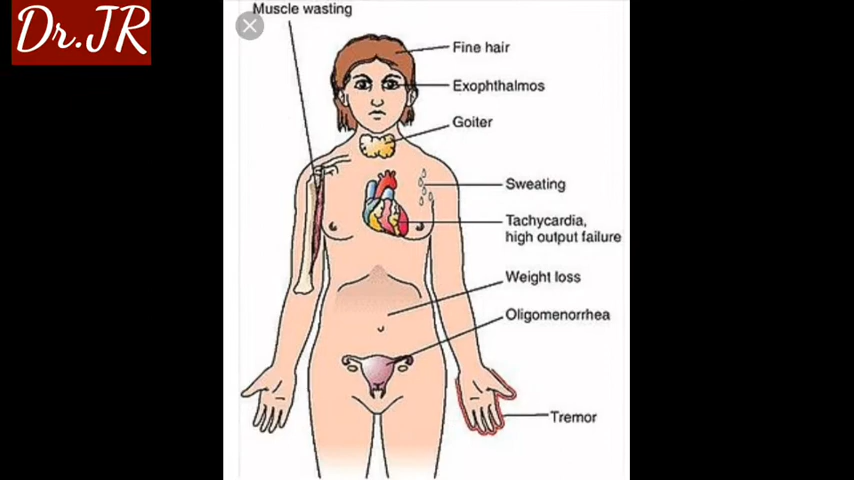 Dr.JR
Muscle wasting
Fine hair
Exophthalmos
Goiter
Sweating
Tachycardia,
high output failure
Weight loss
Oligomenorrhea
Tremor